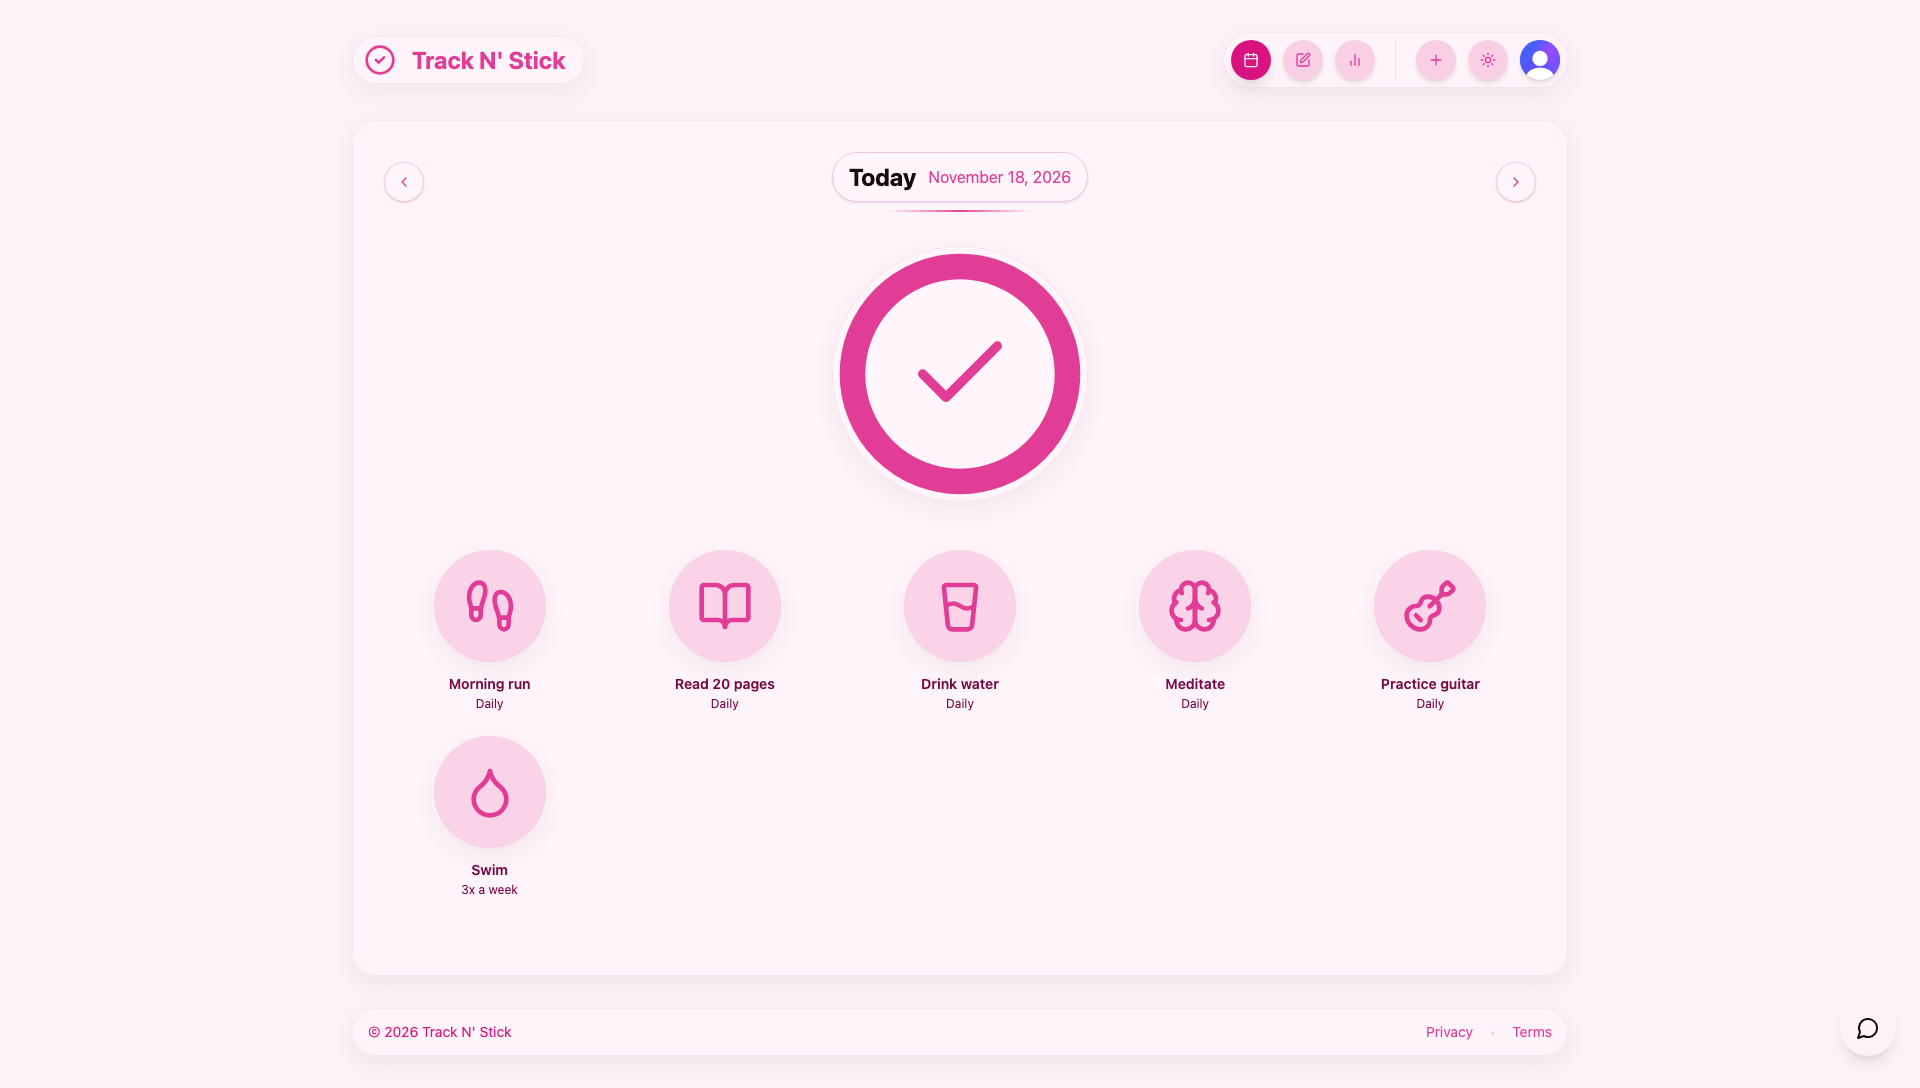 Track N' Stick
Today November 18, 2026
Morning run
Daily
Read 20 pages
Daily
Drink water
Daily
Meditate
Daily
Practice guitar
Daily
Swim
3x a week
© 2026 Track N' Stick
Privacy • Terms